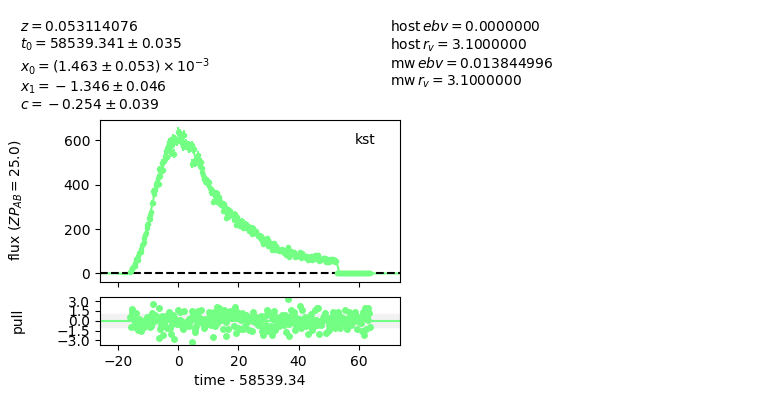 z = 0.053114076
t₀ = 58539.341 ± 0.035
x₀ = (1.463 ± 0.053) × 10⁻³
x₁ = −1.346 ± 0.046
c = −0.254 ± 0.039
host ebv = 0.0000000
host r_v = 3.1000000
mw ebv = 0.013844996
mw r_v = 3.1000000
flux (ZP_AB = 25.0)
600
400
200
0
kst
pull
3.0
1.5
0.0
−1.5
−3.0
−20 0 20 40 60
time - 58539.34